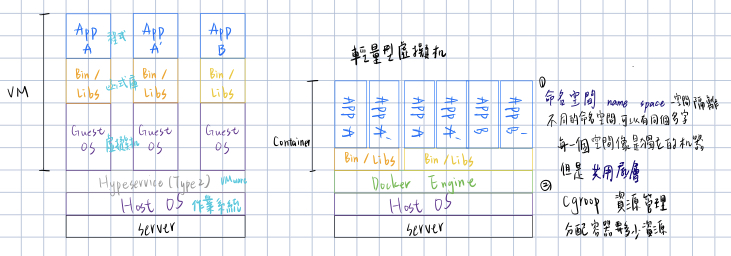 VM
App A 程式
App A'
App B
Bin / Libs 函式庫
Bin / Libs
Bin / Libs
Guest OS 虛擬機
Guest OS
Guest OS
Hypeservice (Type2) VMware
Host OS 作業系統
server
輕量型虛擬机
Container
APP A
APP A'
APP A'
APP A'
APP B
APP B'
Bin / Libs
Bin / Libs
Docker Engine
Host OS
server
①
命名空間 name space - 空間隔離
不同的命名空間可以有同個名字
每一個空間像是獨立的机器
但是 共用底層
②
Cgroop 資源管理
分配容器要多少資源